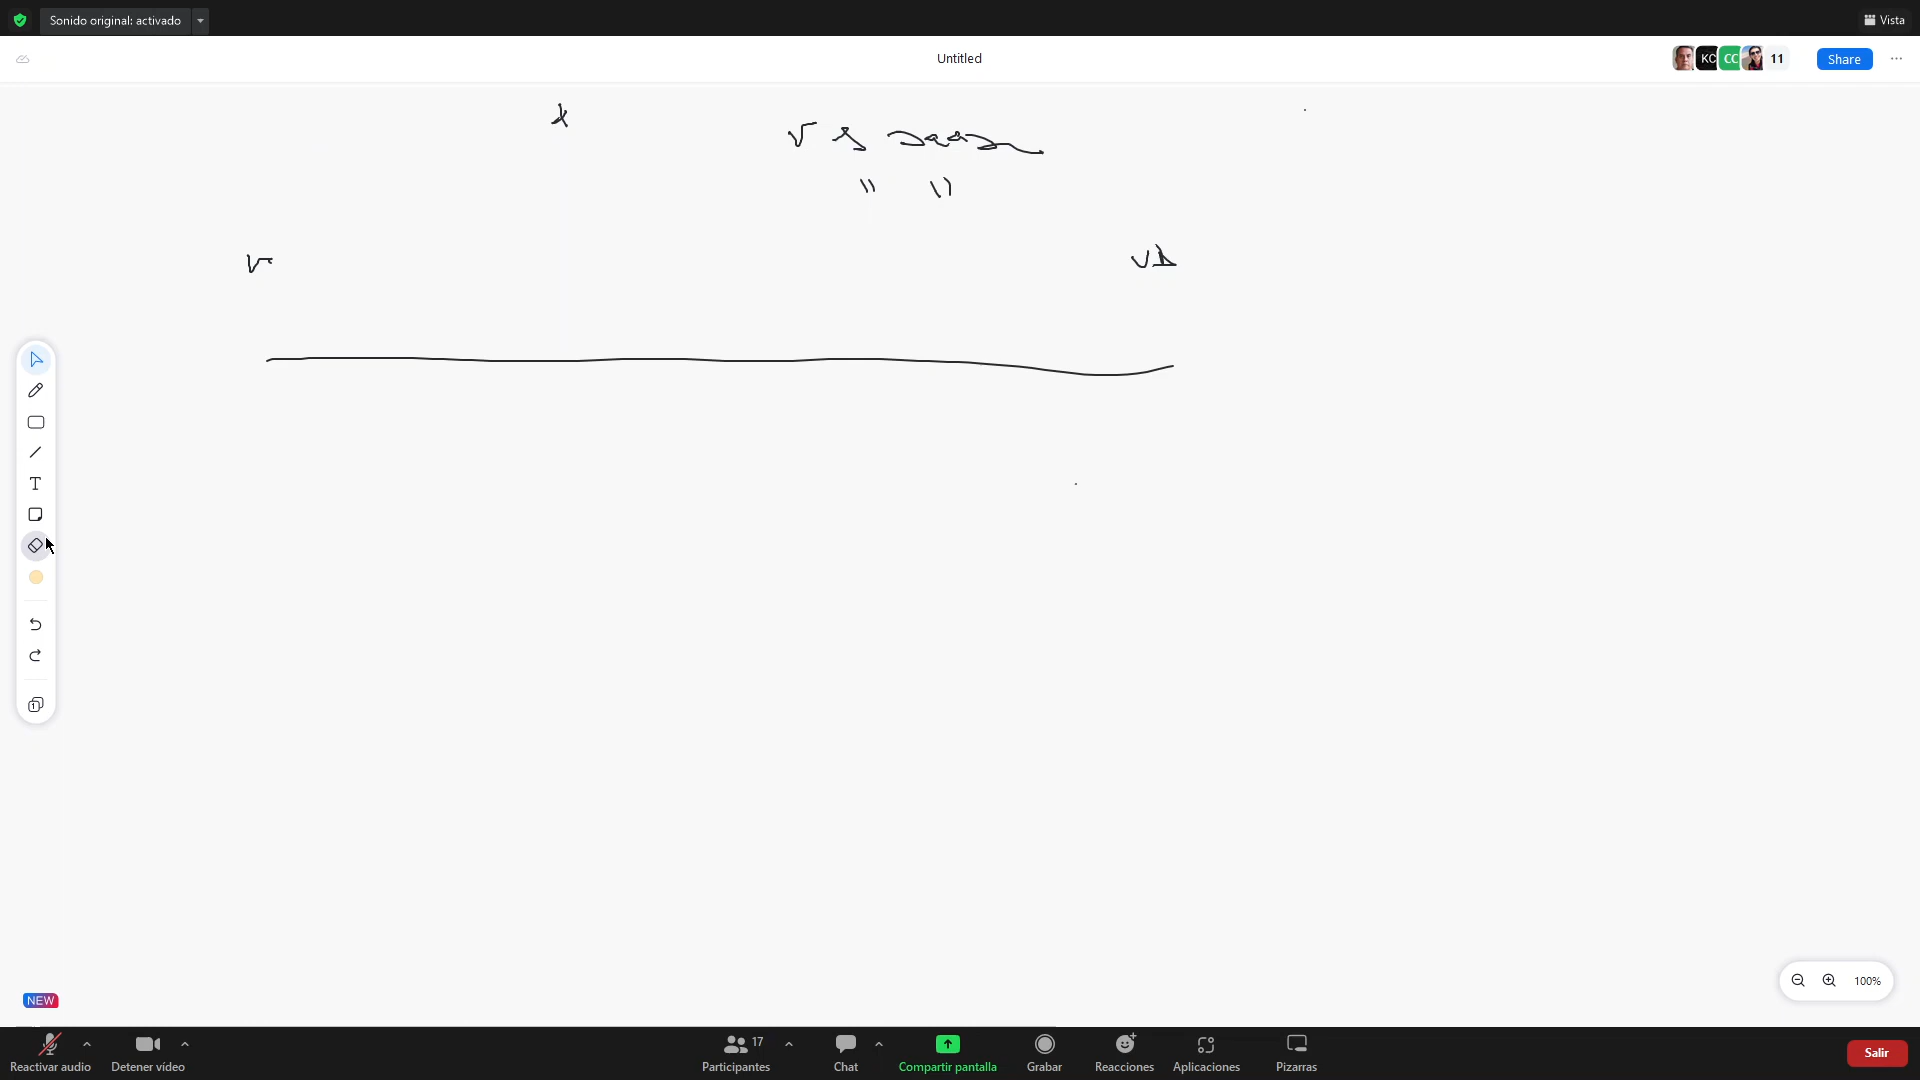 Sonido original: activado
Vista
Untitled
KC
CC
11
Share
T
1
100%
NEW
Reactivar audio
Detener vídeo
17
Participantes
Chat
Compartir pantalla
Grabar
Reacciones
Aplicaciones
Pizarras
Salir